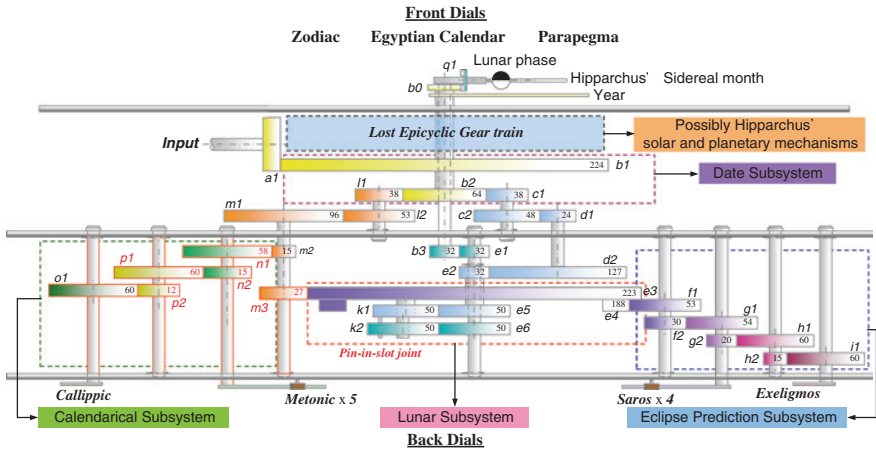 Front Dials
Zodiac Egyptian Calendar Parapegma
q1 Lunar phase
b0 Hipparchus' Sidereal month
Year
Input Lost Epicyclic Gear train Possibly Hipparchus'
solar and planetary mechanisms
a1 224 b1 Date Subsystem
l1 38 b2 64 38 c1
m1 96 53 l2 c2 48 24 d1
p1 58 n1 15 m2 b3 32 32 e1
o1 60 15 n2 e2 32 d2 127
60 12 p2 m3 27 223 e3 f1
188 e4 53
k1 50 50 e5 f2 30 g1 54
k2 50 50 e6 g2 20 h1 60
Pin-in-slot joint h2 15 i1 60
Callippic Metonic x 5 Saros x 4 Exeligmos
Calendarical Subsystem Lunar Subsystem Eclipse Prediction Subsystem
Back Dials